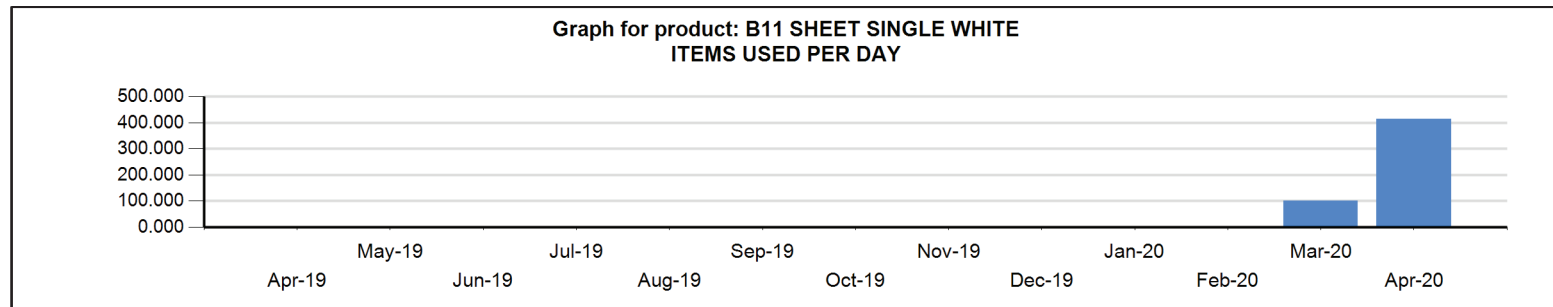 Graph for product: B11 SHEET SINGLE WHITE
ITEMS USED PER DAY
500.000
400.000
300.000
200.000
100.000
0.000
May-19 Jul-19 Sep-19 Nov-19 Jan-20 Mar-20
Apr-19 Jun-19 Aug-19 Oct-19 Dec-19 Feb-20 Apr-20